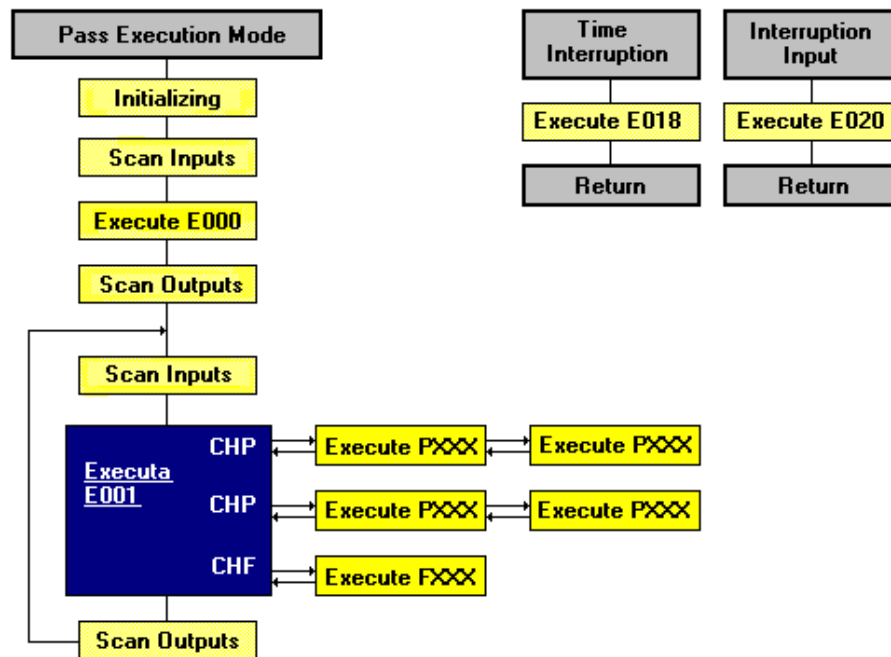 Pass Execution Mode
Initializing
Scan Inputs
Execute E000
Scan Outputs
Scan Inputs
Executa
E001
CHP
CHP
CHF
Execute PXXX
Execute PXXX
Execute PXXX
Execute PXXX
Execute FXXX
Scan Outputs
Time
Interruption
Execute E018
Return
Interruption
Input
Execute E020
Return